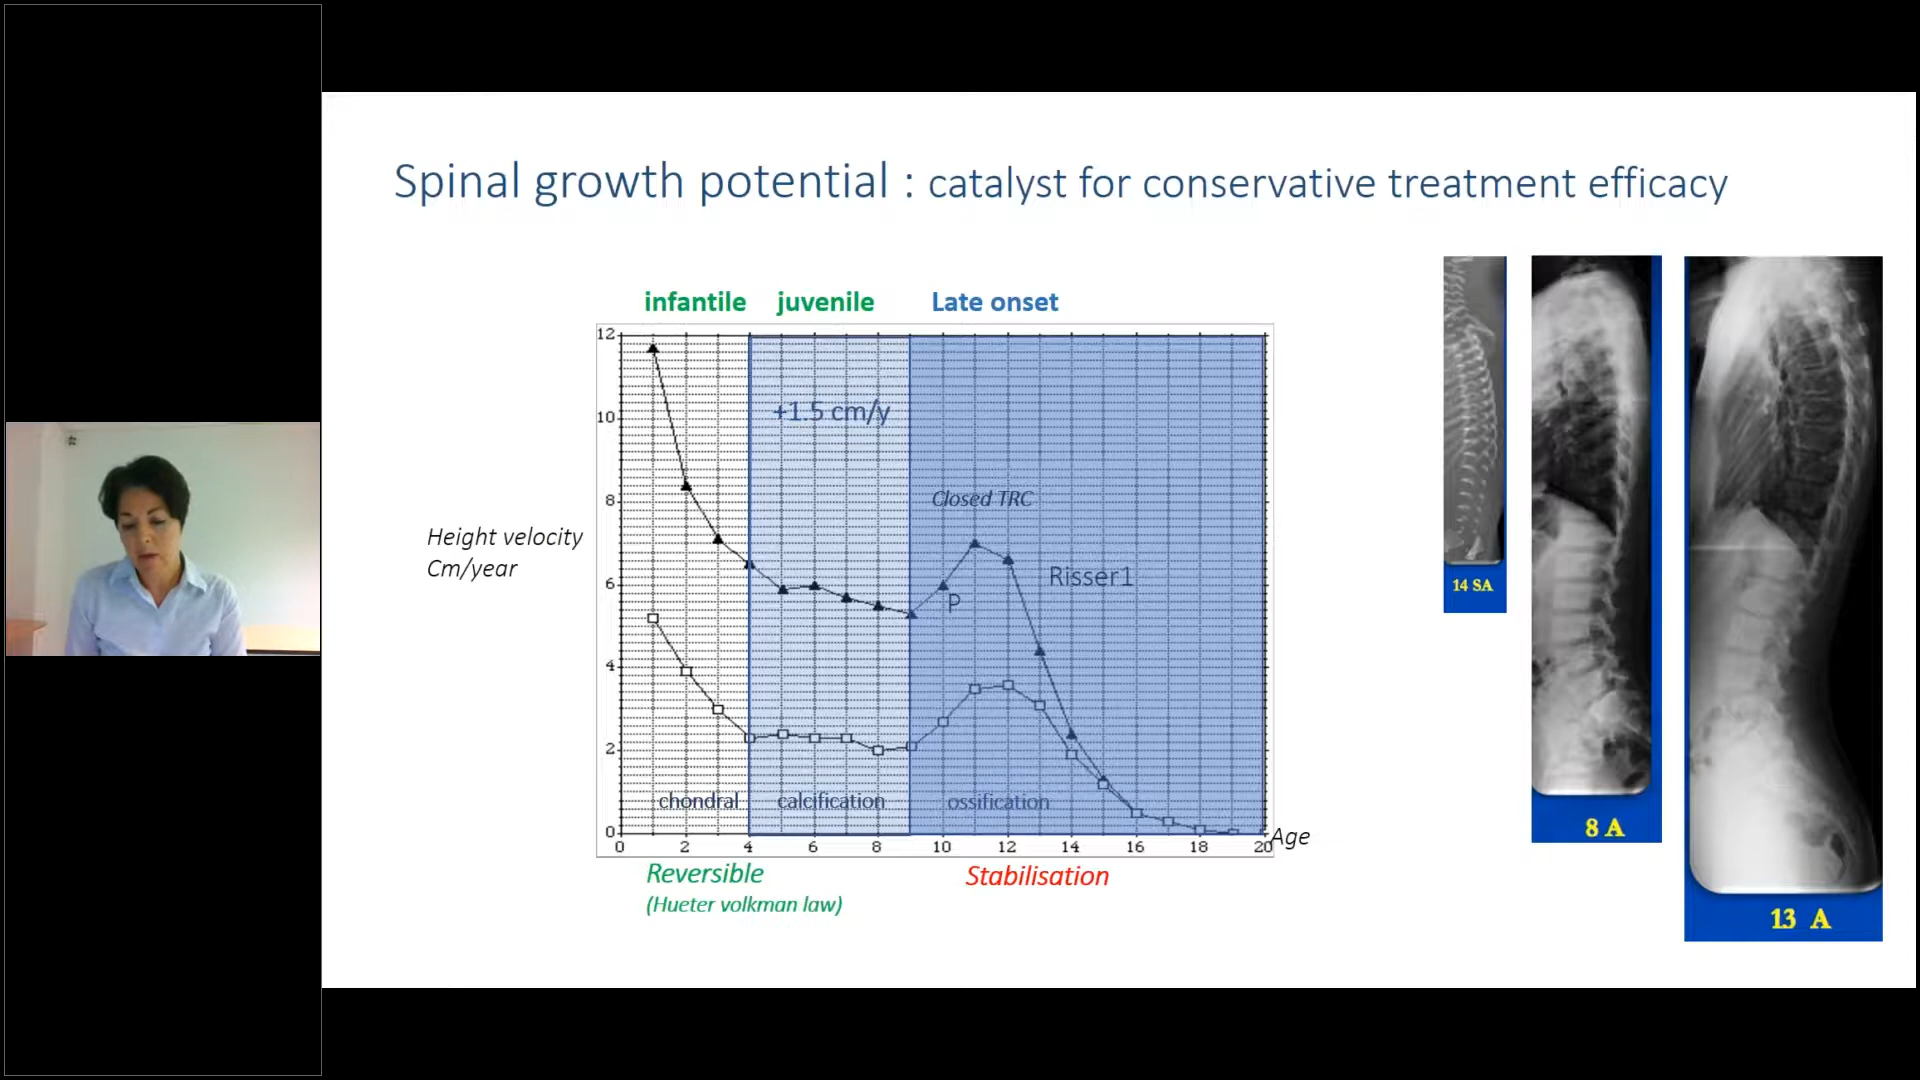 Spinal growth potential : catalyst for conservative treatment efficacy
infantile juvenile Late onset
12
10
8
6
4
2
0
+1.5 cm/y
Closed TRC
Height velocity
Cm/year
Risser1
P
chondral calcification ossification
0 2 4 6 8 10 12 14 16 18 20
Age
Reversible
(Hueter volkman law)
Stabilisation
14 SA
8 A
13 A